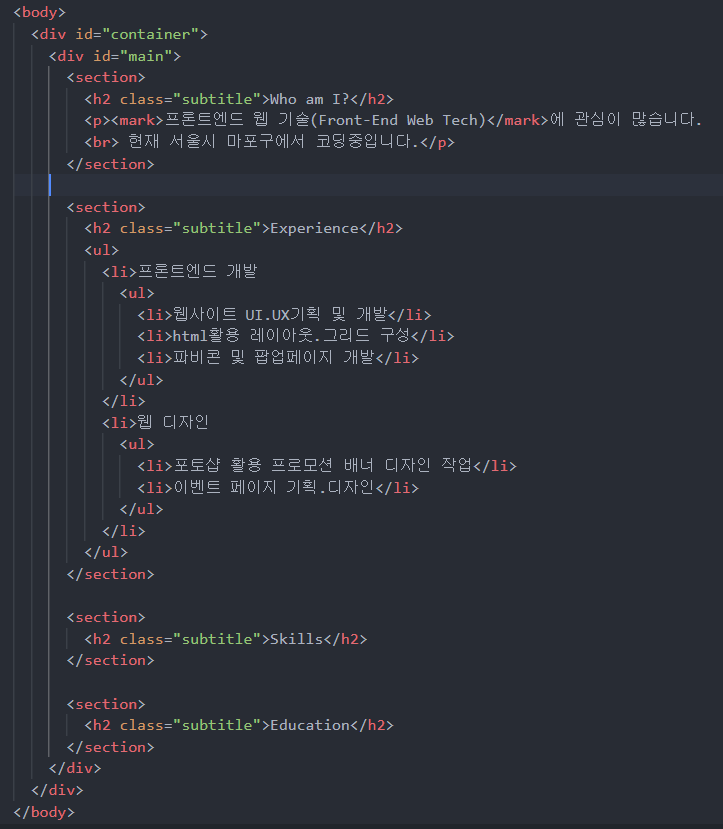 <body>
<div id="container">
<div id="main">
<section>
<h2 class="subtitle">Who am I?</h2>
<p><mark>프론트엔드 웹 기술(Front-End Web Tech)</mark>에 관심이 많습니다.
<br> 현재 서울시 마포구에서 코딩중입니다.</p>
</section>
<section>
<h2 class="subtitle">Experience</h2>
<ul>
<li>프론트엔드 개발
<ul>
<li>웹사이트 UI.UX기획 및 개발</li>
<li>html활용 레이아웃.그리드 구성</li>
<li>파비콘 및 팝업페이지 개발</li>
</ul>
</li>
<li>웹 디자인
<ul>
<li>포토샵 활용 프로모션 배너 디자인 작업</li>
<li>이벤트 페이지 기획.디자인</li>
</ul>
</li>
</ul>
</section>
<section>
<h2 class="subtitle">Skills</h2>
</section>
<section>
<h2 class="subtitle">Education</h2>
</section>
</div>
</div>
</body>